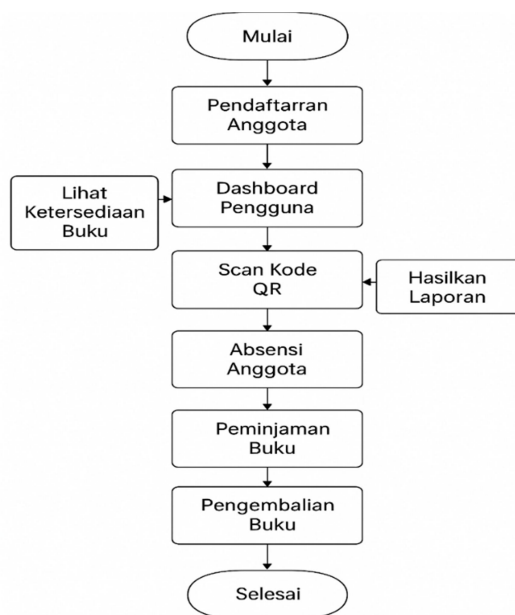 Mulai
Pendaftarran
Anggota
Lihat
Ketersediaan
Buku
Dashboard
Pengguna
Scan Kode
QR
Hasilkan
Laporan
Absensi
Anggota
Peminjaman
Buku
Pengembalian
Buku
Selesai